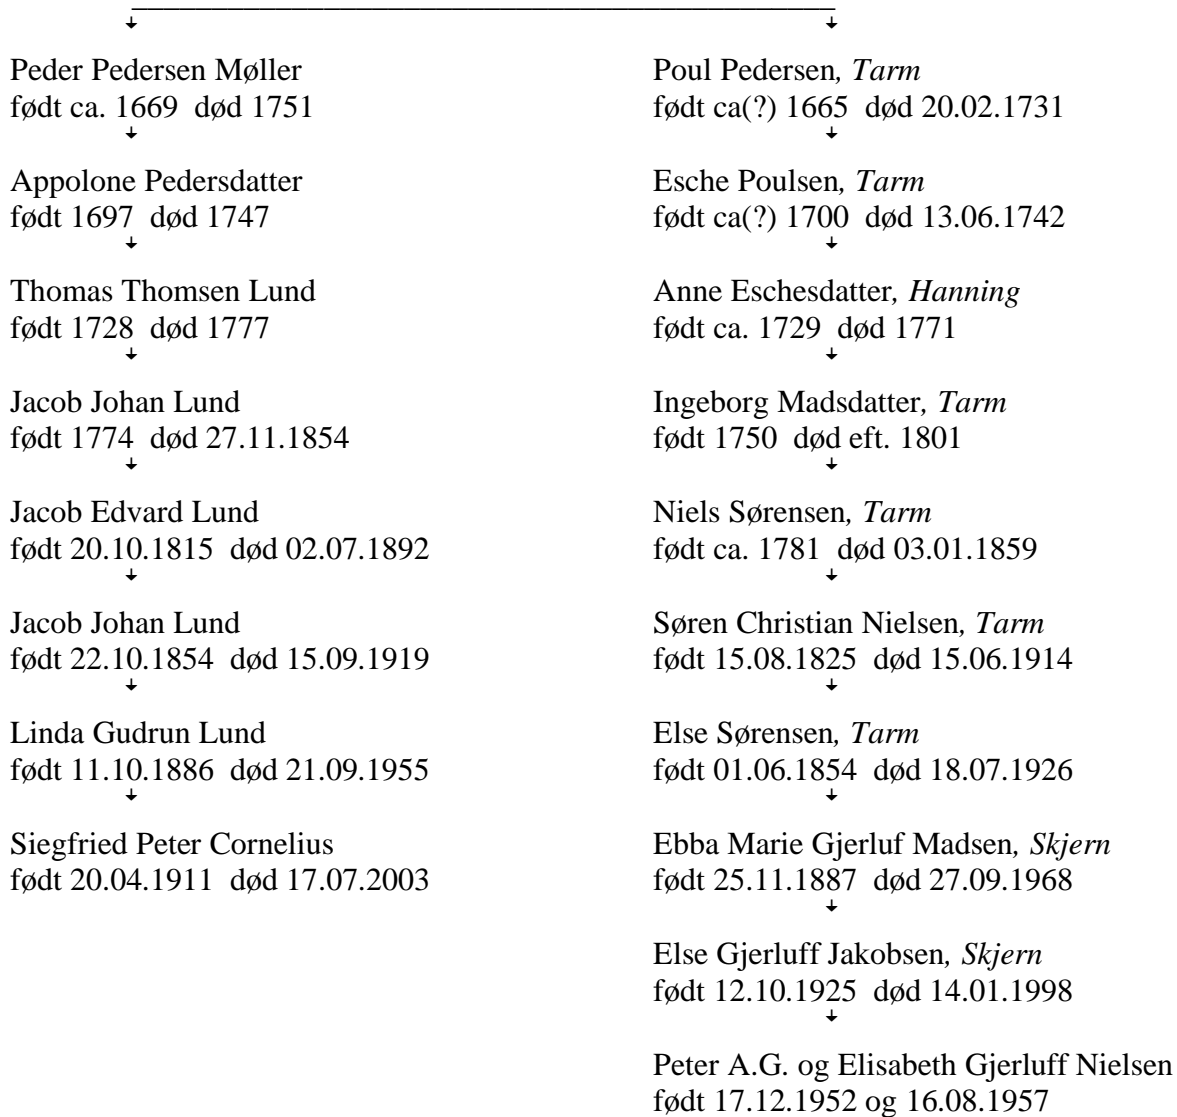 Peder Pedersen Møller
født ca. 1669 død 1751
Appolone Pedersdatter
født 1697 død 1747
Thomas Thomsen Lund
født 1728 død 1777
Jacob Johan Lund
født 1774 død 27.11.1854
Jacob Edvard Lund
født 20.10.1815 død 02.07.1892
Jacob Johan Lund
født 22.10.1854 død 15.09.1919
Linda Gudrun Lund
født 11.10.1886 død 21.09.1955
Siegfried Peter Cornelius
født 20.04.1911 død 17.07.2003
Poul Pedersen, Tarm
født ca(?) 1665 død 20.02.1731
Esche Poulsen, Tarm
født ca(?) 1700 død 13.06.1742
Anne Eschesdatter, Hanning
født ca. 1729 død 1771
Ingeborg Madsdatter, Tarm
født 1750 død eft. 1801
Niels Sørensen, Tarm
født ca. 1781 død 03.01.1859
Søren Christian Nielsen, Tarm
født 15.08.1825 død 15.06.1914
Else Sørensen, Tarm
født 01.06.1854 død 18.07.1926
Ebba Marie Gjerluf Madsen, Skjern
født 25.11.1887 død 27.09.1968
Else Gjerluff Jakobsen, Skjern
født 12.10.1925 død 14.01.1998
Peter A.G. og Elisabeth Gjerluff Nielsen
født 17.12.1952 og 16.08.1957